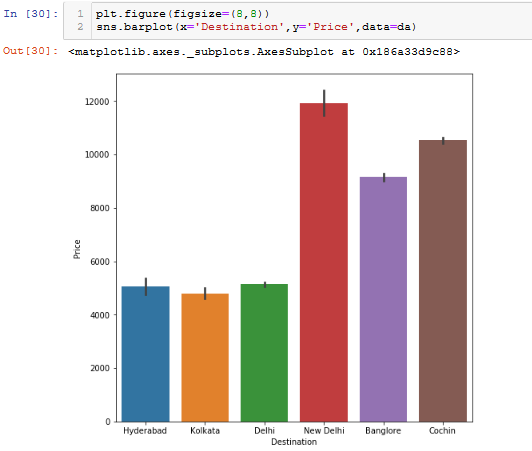 In [30]: 1 plt.figure(figsize=(8,8))
2 sns.barplot(x='Destination',y='Price',data=da)
Out[30]: <matplotlib.axes._subplots.AxesSubplot at 0x186a33d9c88>
12000
10000
8000
6000
4000
2000
0
Price
Hyderabad Kolkata Delhi New Delhi Banglore Cochin
Destination